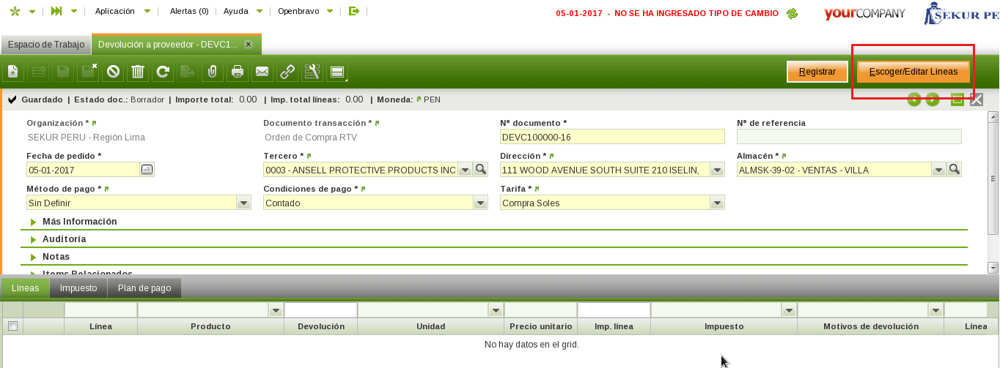 Aplicación Alertas (0) Ayuda Openbravo 05-01-2017 - NO SE HA INGRESADO TIPO DE CAMBIO yourCOMPANY SEKUR PE
Espacio de Trabajo Devolución a proveedor - DEVC1...
Registrar Escoger/Editar Lineas
Guardado | Estado doc.: Borrador | Importe total: 0.00 | Imp. total líneas: 0.00 | Moneda: PEN
Organización * Documento transacción * Nº documento * Nº de referencia
SEKUR PERU - Región Lima Orden de Compra RTV DEVC100000-16
Fecha de pedido * Tercero * Dirección * Almacén *
05-01-2017 0003 - ANSELL PROTECTIVE PRODUCTS INC 111 WOOD AVENUE SOUTH SUITE 210 ISELIN, ALMSK-39-02 - VENTAS - VILLA
Método de pago * Condiciones de pago * Tarifa *
Sin Definir Contado Compra Soles
Más Información
Auditoría
Notas
Items Relacionados
Líneas Impuesto Plan de pago
Línea Producto Devolución Unidad Precio unitario Imp. línea Impuesto Motivos de devolución Línea
No hay datos en el grid.